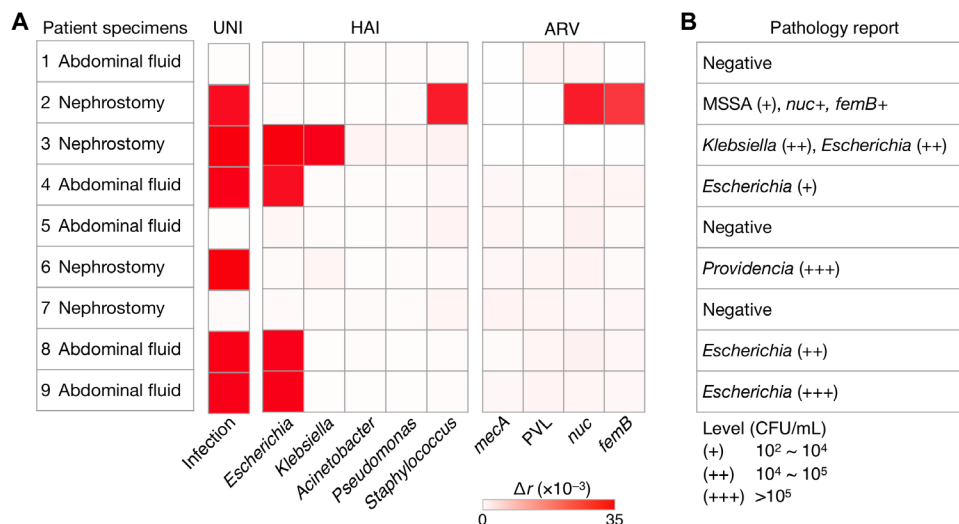 A
Patient specimens UNI HAI ARV
1 Abdominal fluid
2 Nephrostomy
3 Nephrostomy
4 Abdominal fluid
5 Abdominal fluid
6 Nephrostomy
7 Nephrostomy
8 Abdominal fluid
9 Abdominal fluid
Infection Escherichia Klebsiella Acinetobacter Pseudomonas Staphylococcus mecA PVL nuc femB
Δr (×10⁻³)
0 35
B
Pathology report
Negative
MSSA (+), nuc+, femB+
Klebsiella (++), Escherichia (++)
Escherichia (+)
Negative
Providencia (+++)
Negative
Escherichia (++)
Escherichia (+++)
Level (CFU/mL)
(+) 10² ~ 10⁴
(++) 10⁴ ~ 10⁵
(+++) >10⁵